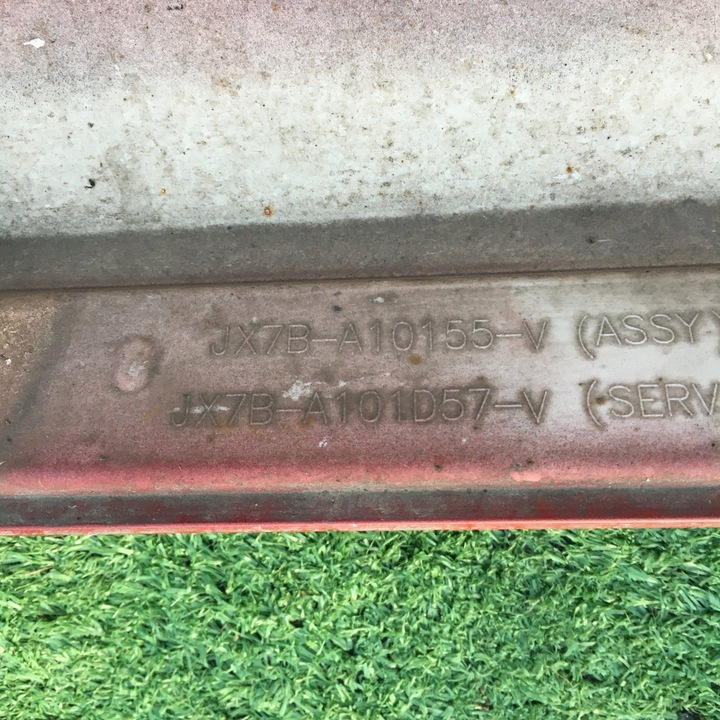 JX7B-A10155-V (ASSY)
JX7B-A101D57-V (SERV